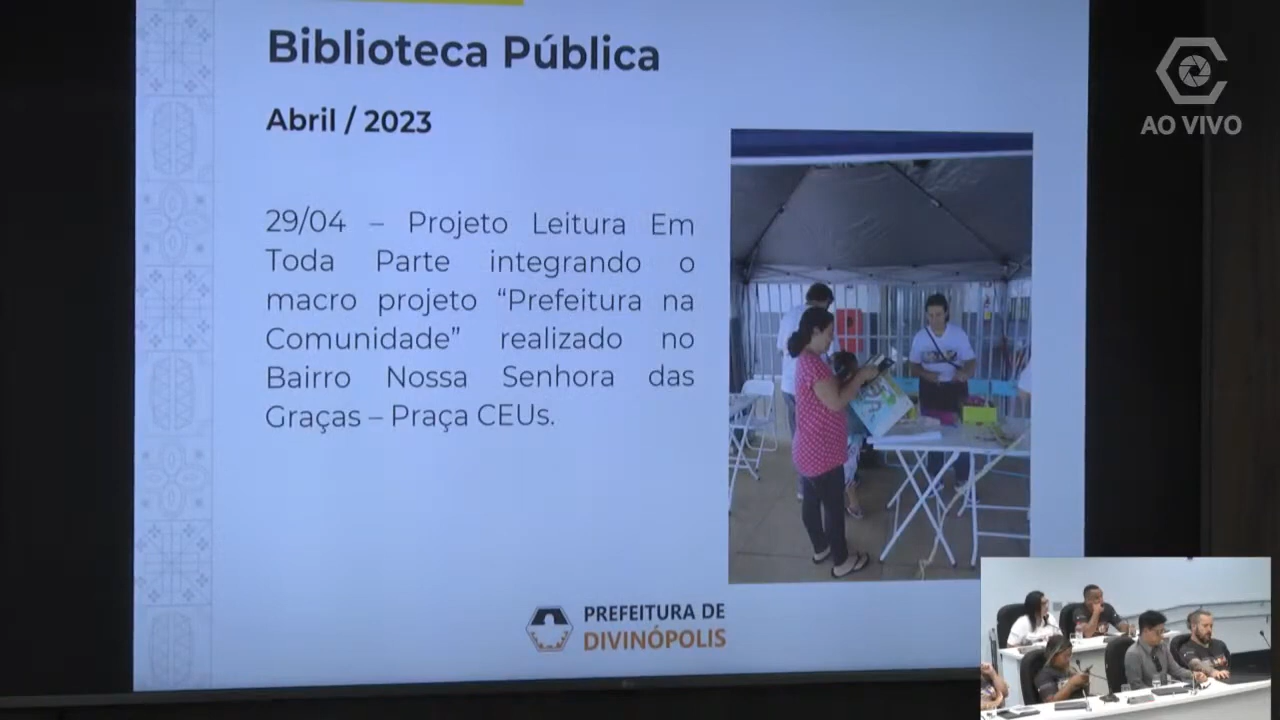 Biblioteca Pública
Abril / 2023
AO VIVO
29/04 – Projeto Leitura Em
Toda Parte integrando o
macro projeto “Prefeitura na
Comunidade” realizado no
Bairro Nossa Senhora das
Graças – Praça CEUs.
PREFEITURA DE
DIVINÓPOLIS